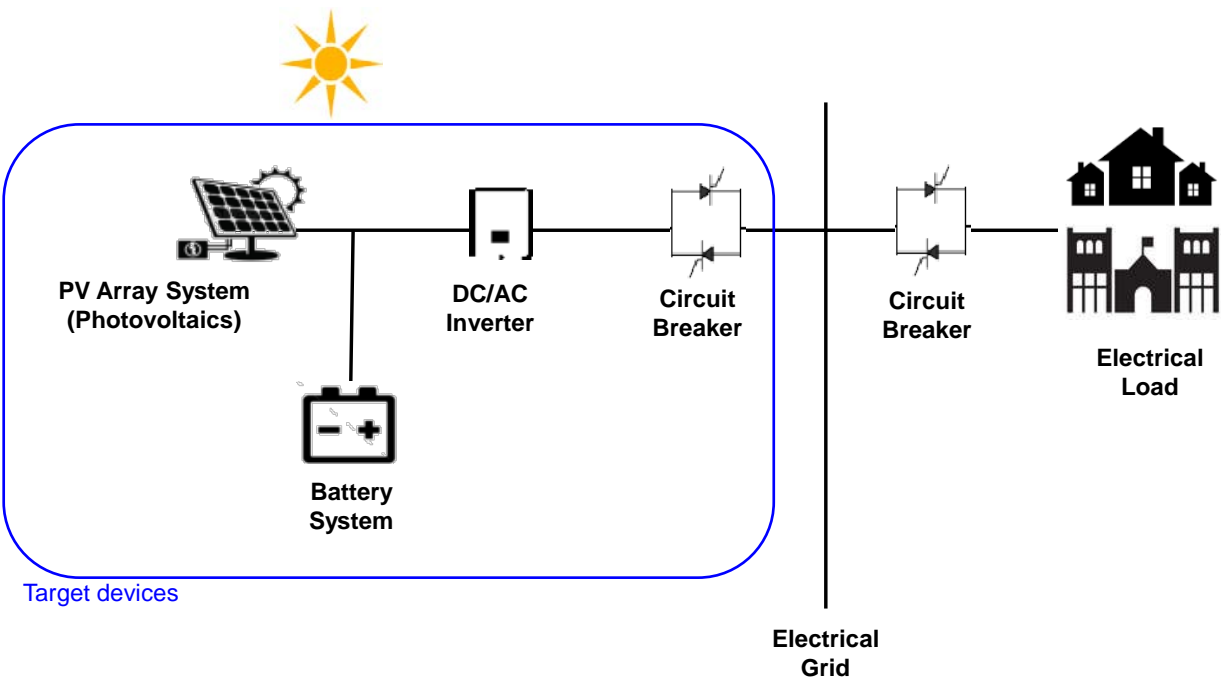 PV Array System
(Photovoltaics)
DC/AC
Inverter
Circuit
Breaker
Circuit
Breaker
Electrical
Load
Battery
System
Target devices
Electrical
Grid